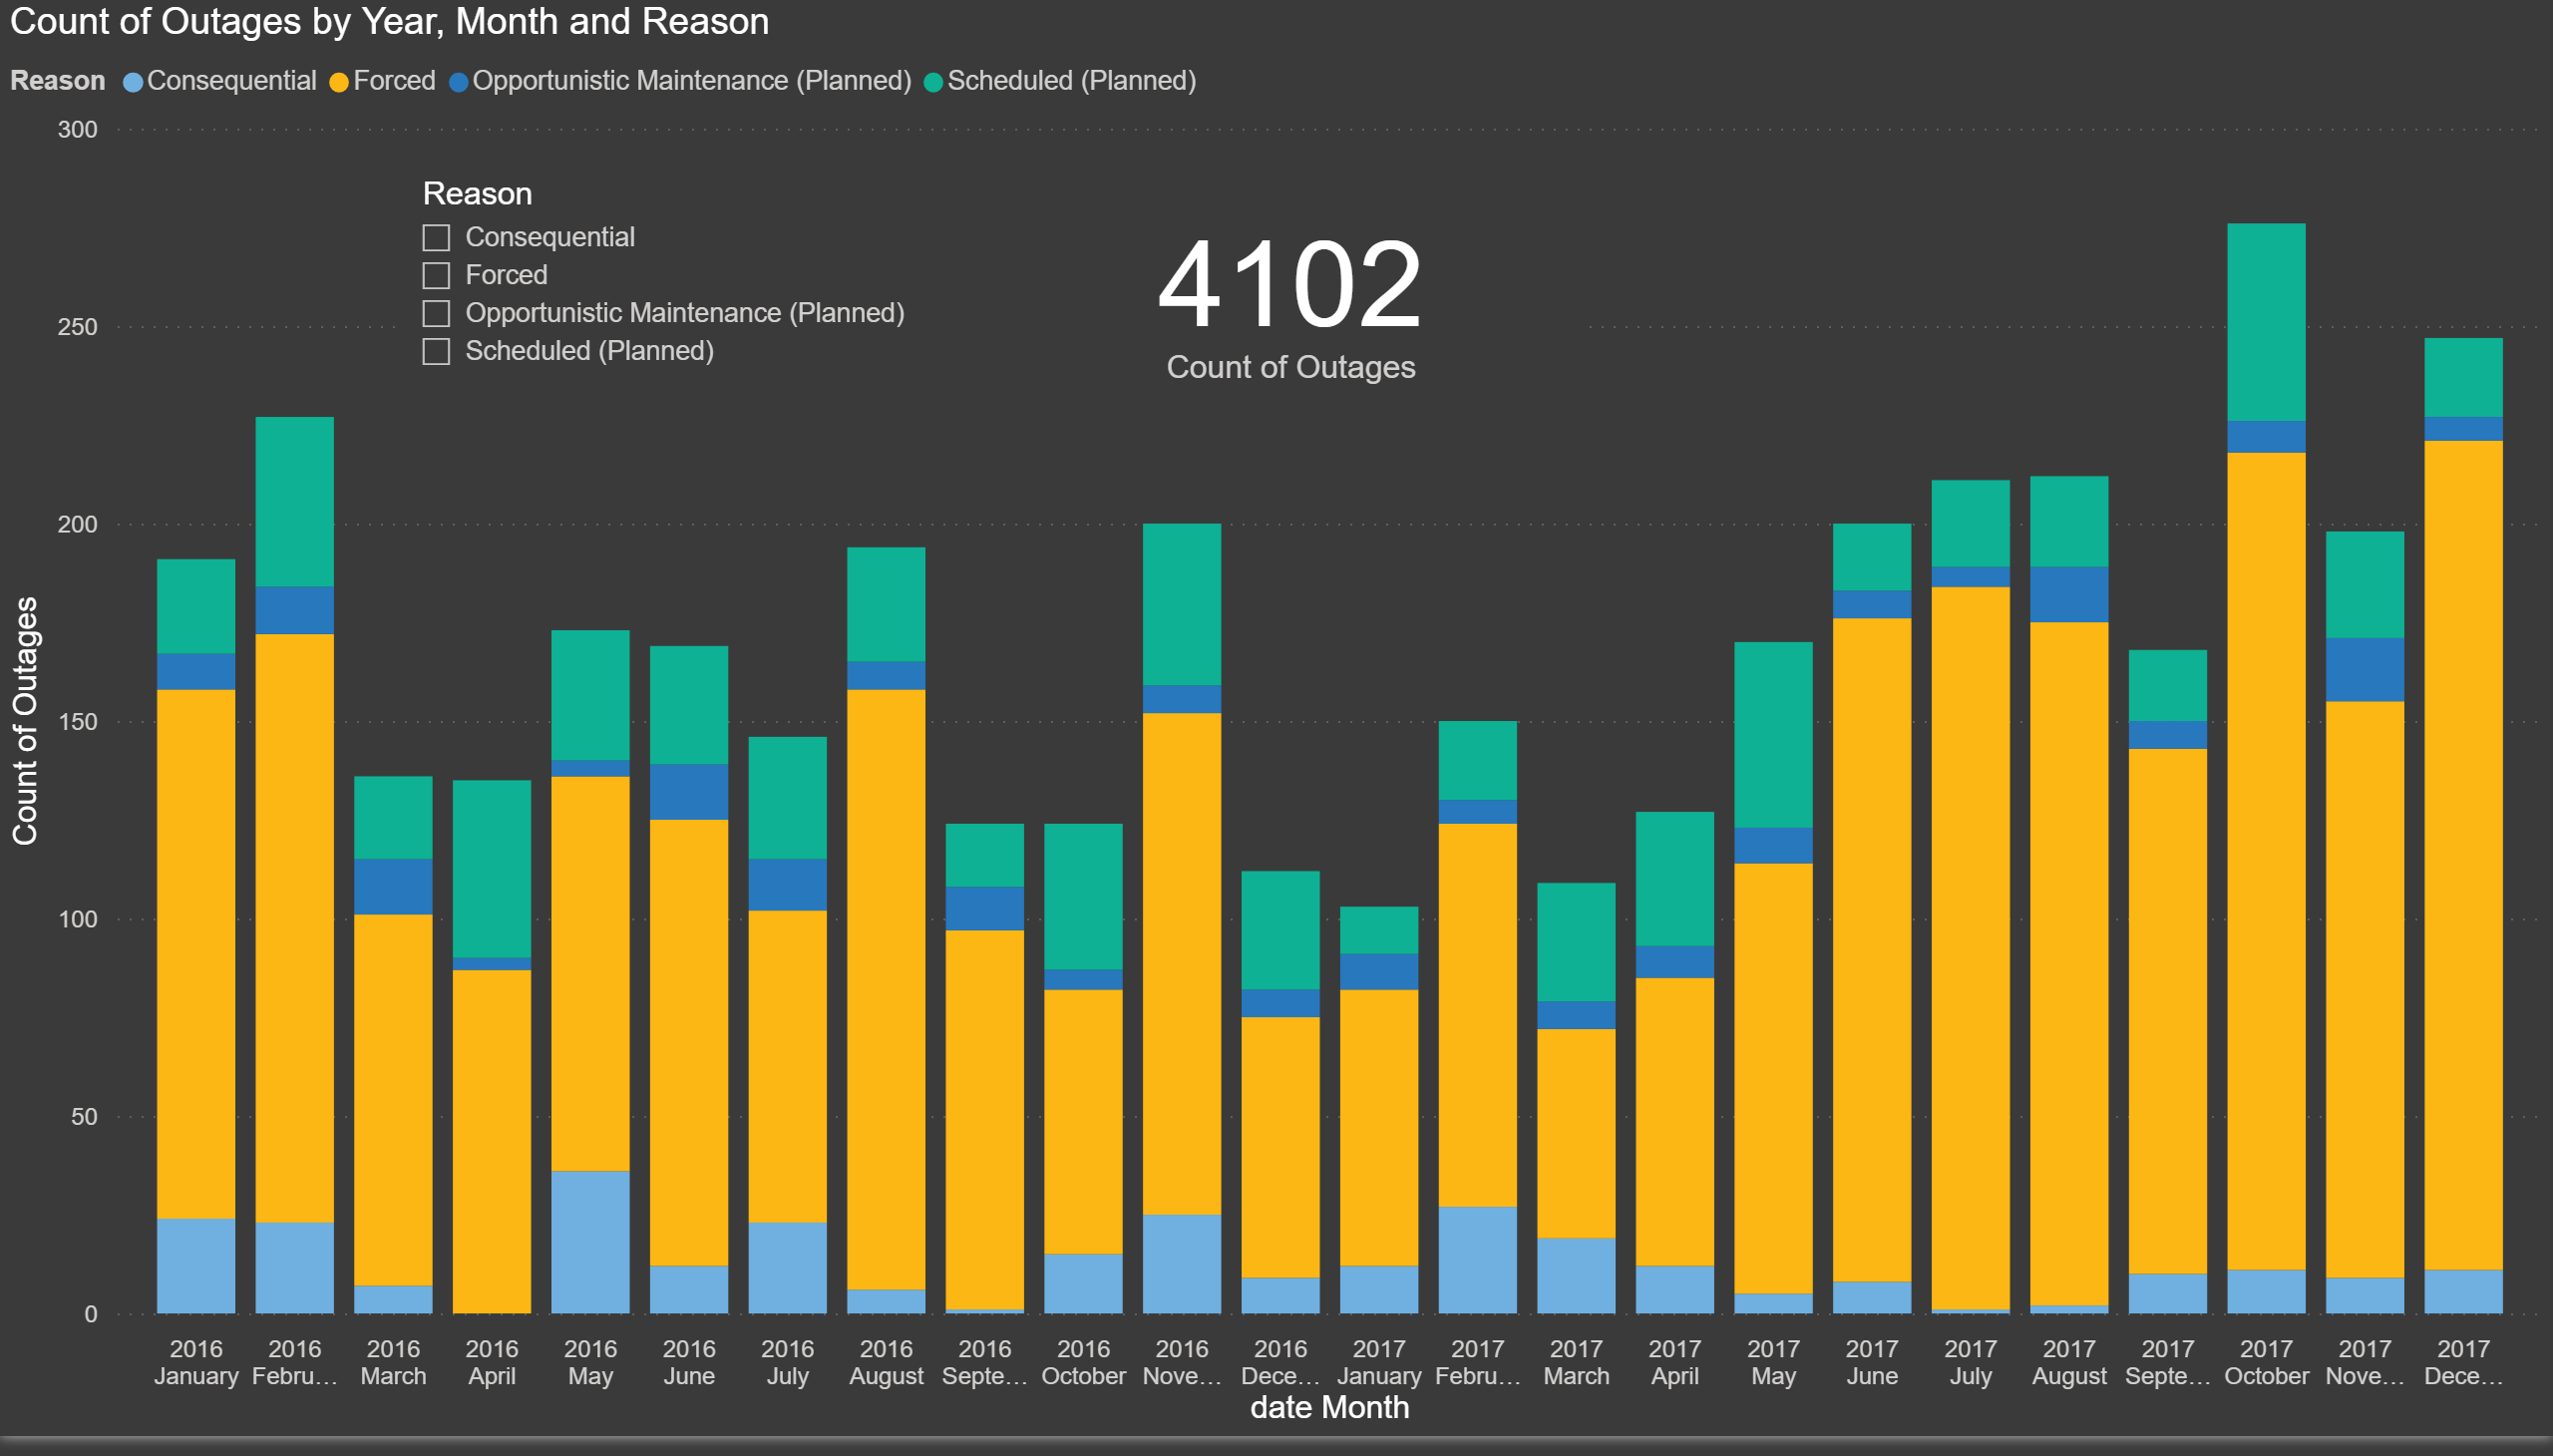 Count of Outages by Year, Month and Reason
Reason Consequential Forced Opportunistic Maintenance (Planned) Scheduled (Planned)
300
Reason
Consequential
Forced
Opportunistic Maintenance (Planned)
Scheduled (Planned)
4102
Count of Outages
250
200
150
100
50
0
Count of Outages
2016 2016 2016 2016 2016 2016 2016 2016 2016 2016 2016 2016 2017 2017 2017 2017 2017 2017 2017 2017 2017 2017 2017 2017
January Febru... March April May June July August Septe... October Nove... Dece... January Febru... March April May June July August Septe... October Nove... Dece...
date Month